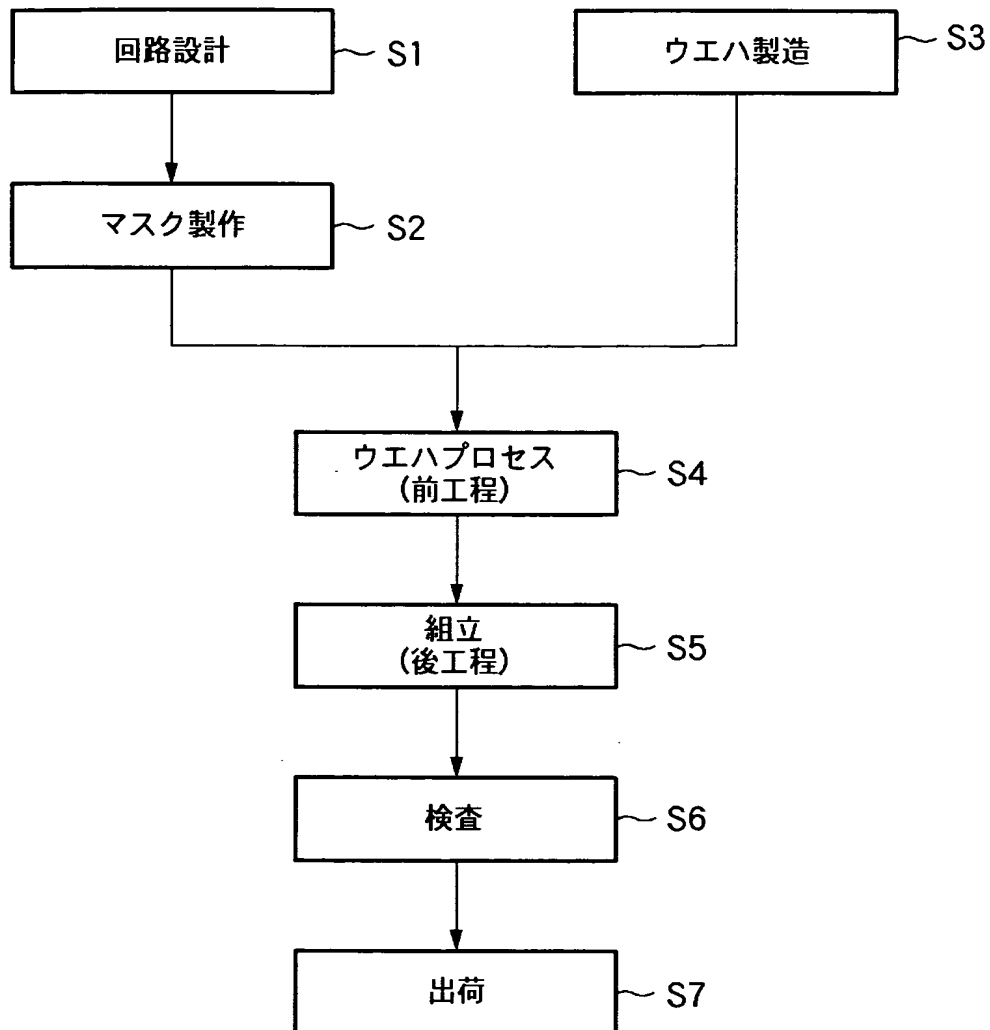 回路設計
S1
ウエハ製造
S3
マスク製作
S2
ウエハプロセス
(前工程)
S4
組立
(後工程)
S5
検査
S6
出荷
S7